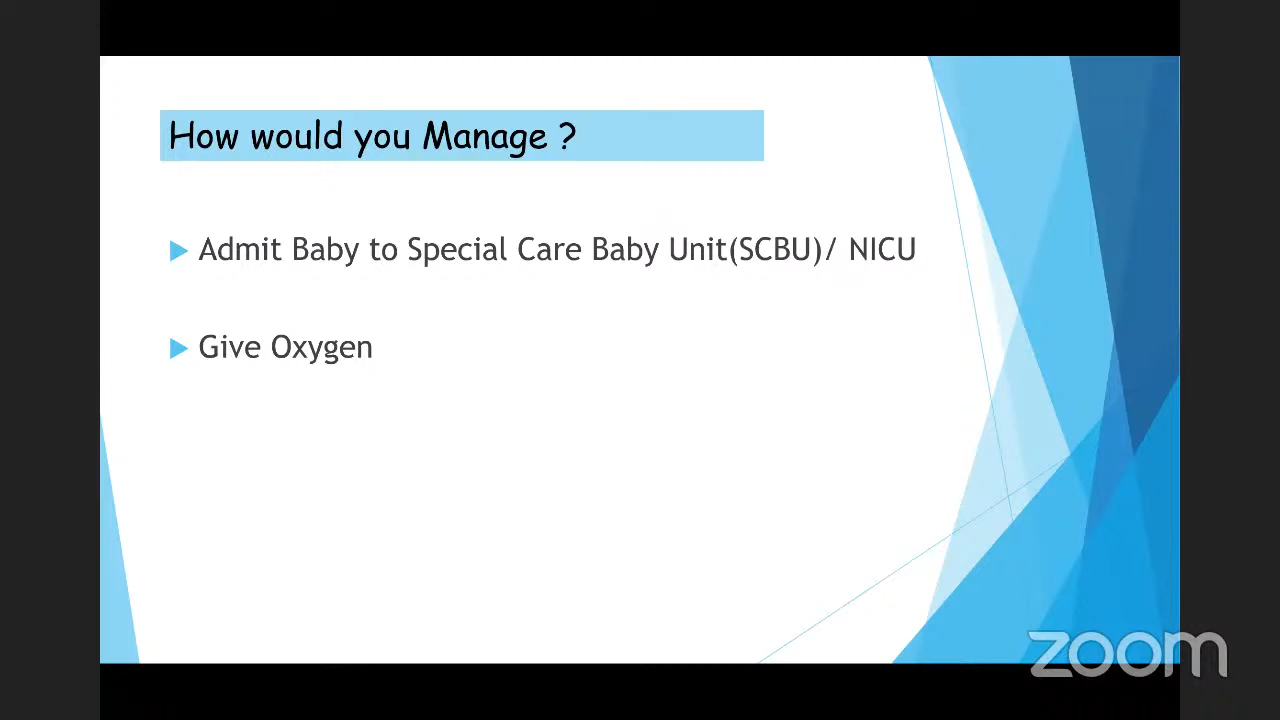 How would you Manage ?
Admit Baby to Special Care Baby Unit(SCBU)/ NICU
Give Oxygen
zoom